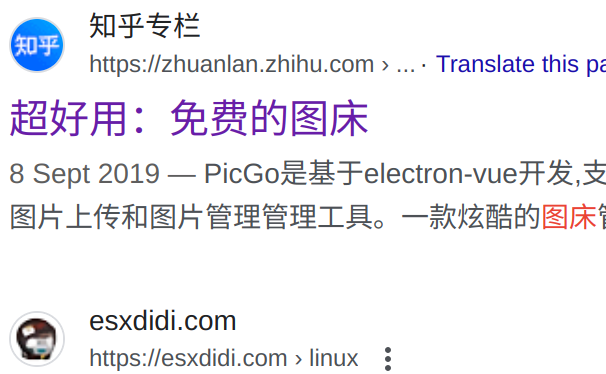 知乎
知乎专栏
https://zhuanlan.zhihu.com › ... · Translate this pa
超好用：免费的图床
8 Sept 2019 — PicGo是基于electron-vue开发,支
图片上传和图片管理管理工具。一款炫酷的图床管
esxdidi.com
https://esxdidi.com › linux